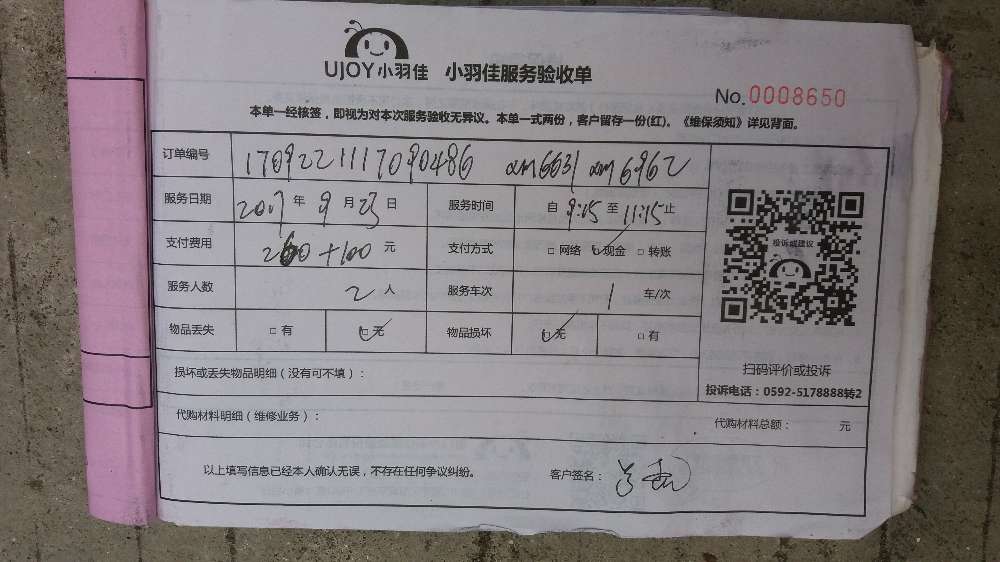 UJOY小羽佳 小羽佳服务验收单
No.0008650
本单一经核签，即视为对本次服务验收无异议。本单一式两份，客户留存一份(红)。《维保须知》详见背面。
订单编号 1709221117090486 xm6631 xm6962
服务日期 2017年9月23日 服务时间 自9:15至11:15止
支付费用 260+100元 支付方式 □网络 ☑现金 □转账
服务人数 2人 服务车次 1车/次
物品丢失 □有 ☑无 物品损坏 ☑无 □有
损坏或丢失物品明细（没有可不填）：
代购材料明细（维修业务）：
代购材料总额： 元
以上填写信息已经本人确认无误，不存在任何争议纠纷。 客户签名：
投诉或建议
扫码评价或投诉
投诉电话：0592-5178888转2